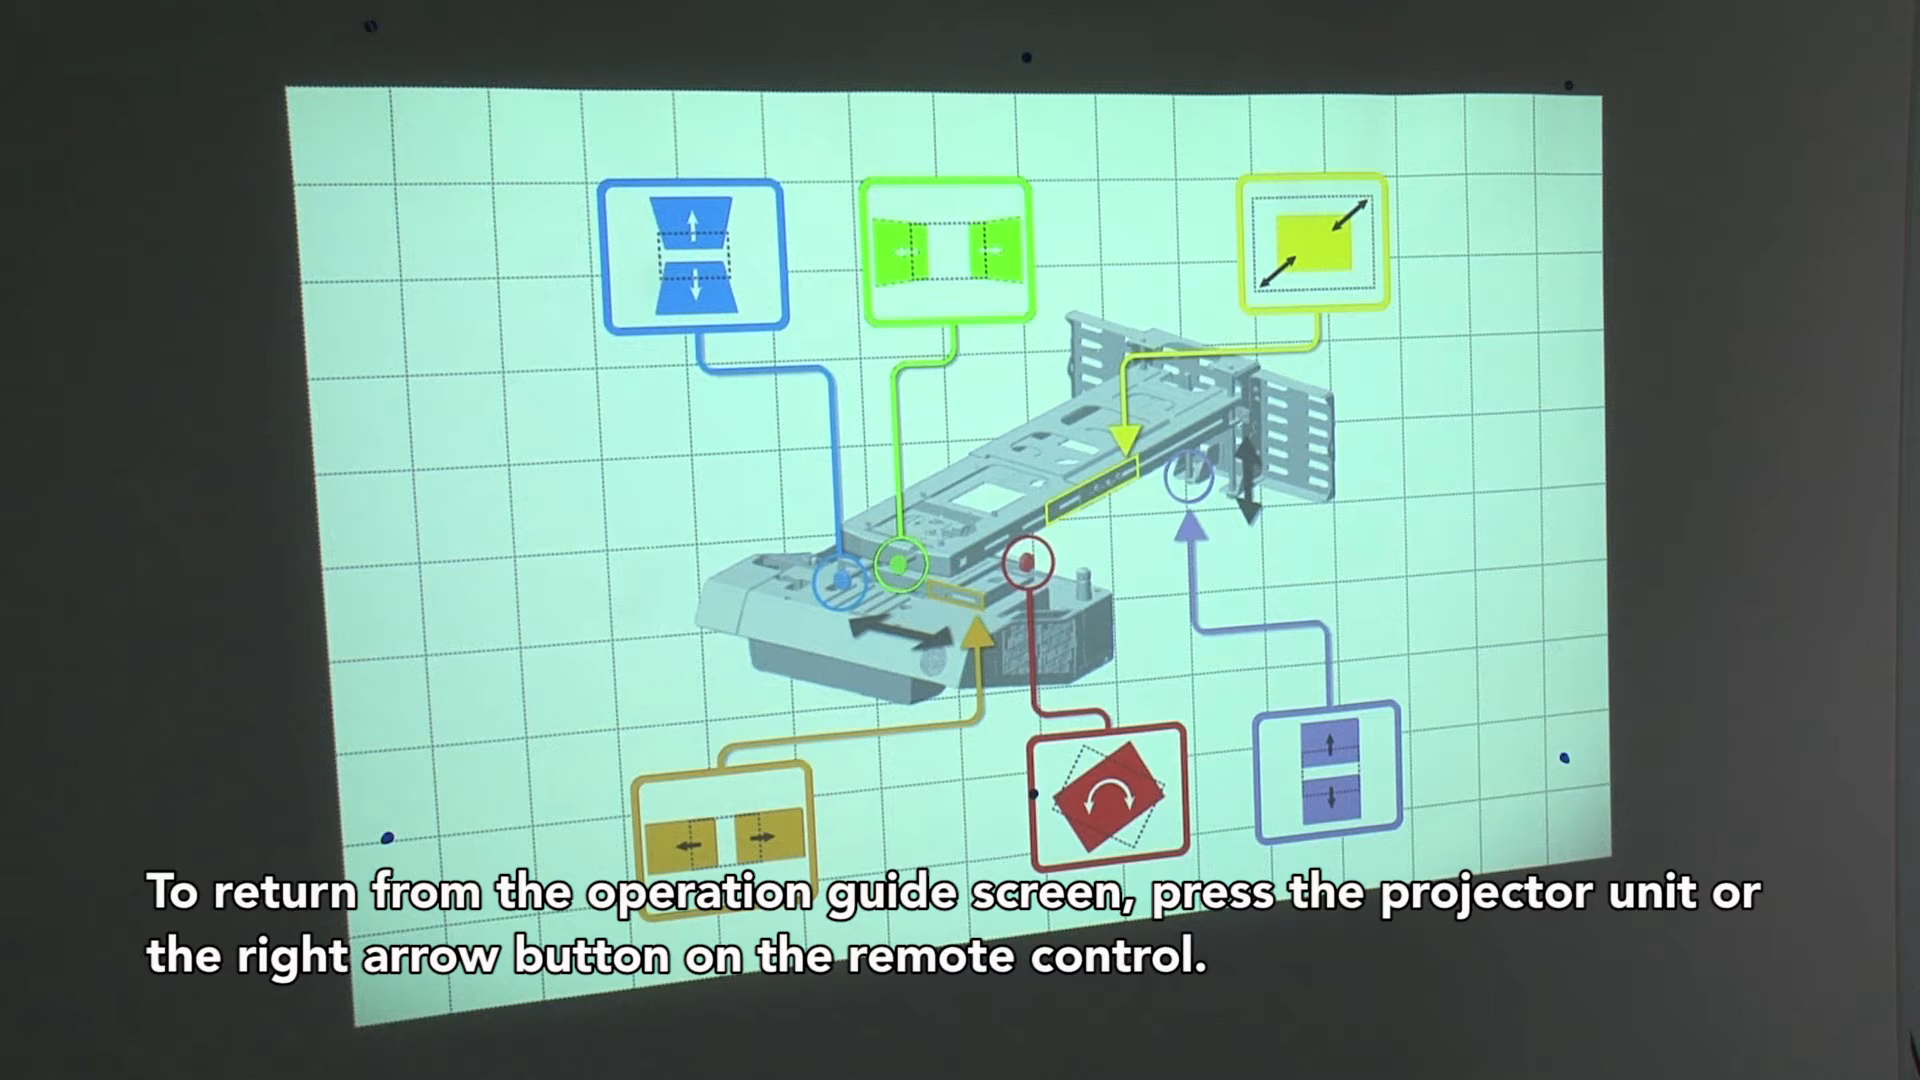 To return from the operation guide screen, press the projector unit or
the right arrow button on the remote control.